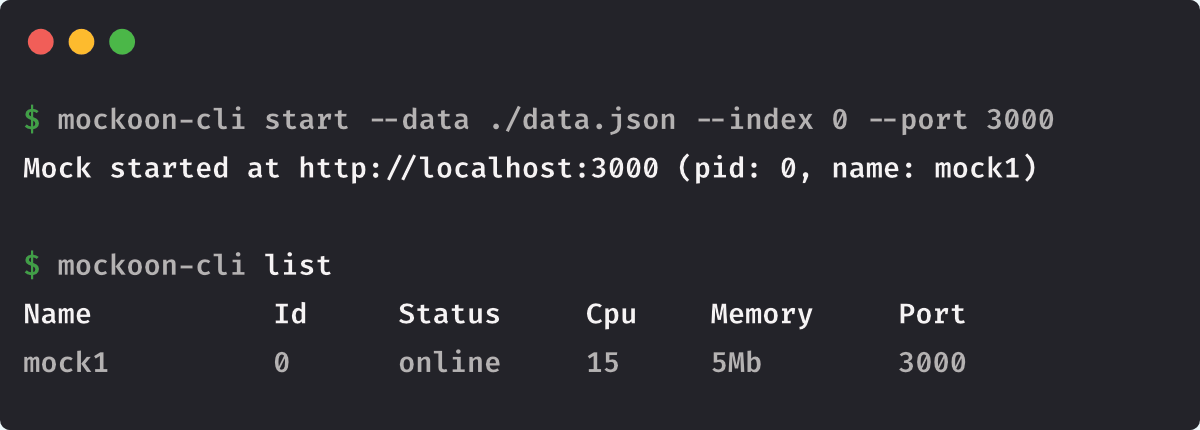 $ mockoon-cli start --data ./data.json --index 0 --port 3000
Mock started at http://localhost:3000 (pid: 0, name: mock1)
$ mockoon-cli list
Name Id Status Cpu Memory Port
mock1 0 online 15 5Mb 3000